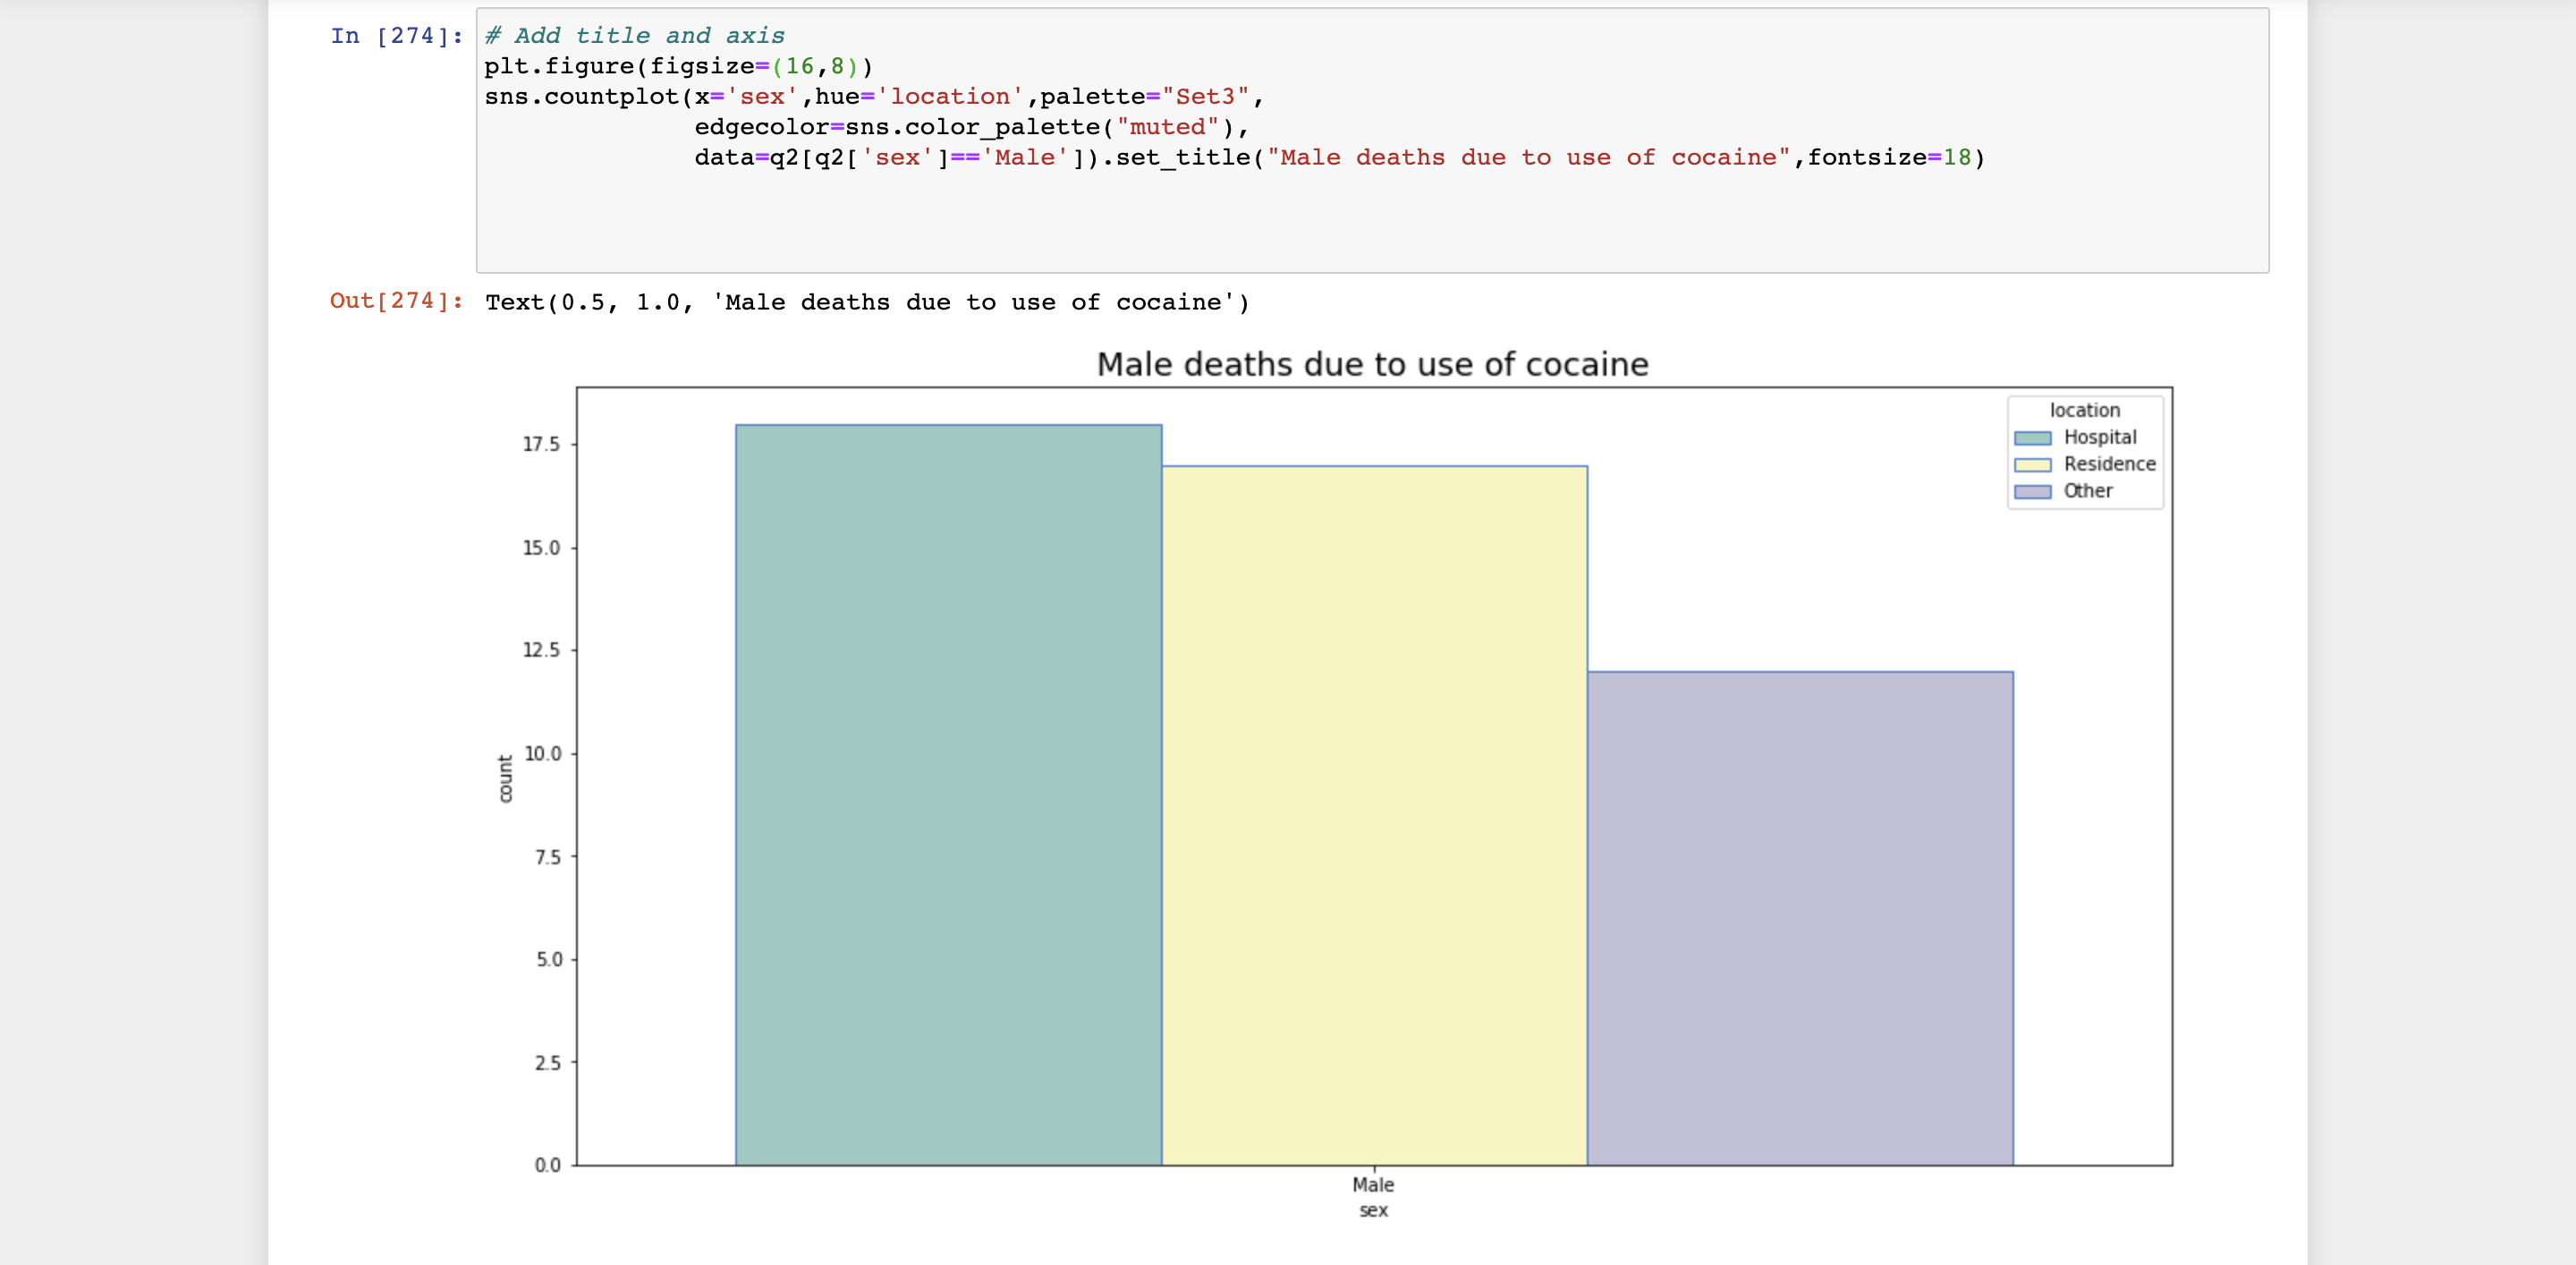 In [274]: # Add title and axis
plt.figure(figsize=(16,8))
sns.countplot(x='sex',hue='location',palette="Set3",
              edgecolor=sns.color_palette("muted"),
              data=q2[q2['sex']=='Male']).set_title("Male deaths due to use of cocaine",fontsize=18)
Out[274]: Text(0.5, 1.0, 'Male deaths due to use of cocaine')
Male deaths due to use of cocaine
location
Hospital
Residence
Other
17.5
15.0
12.5
10.0
7.5
5.0
2.5
0.0
count
Male
sex